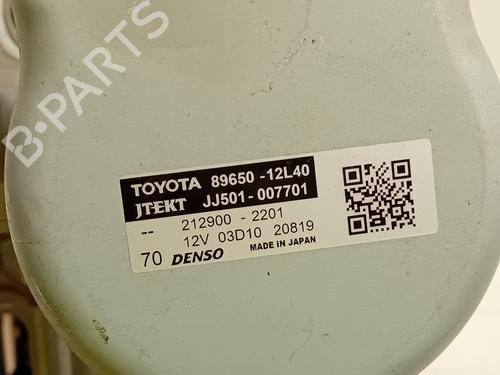 B-PARTS
TOYOTA 89650-12L40
JTEKT JJ501-007701
-- 212900-2201
12V 03D10 20819
70 DENSO MADE IN JAPAN